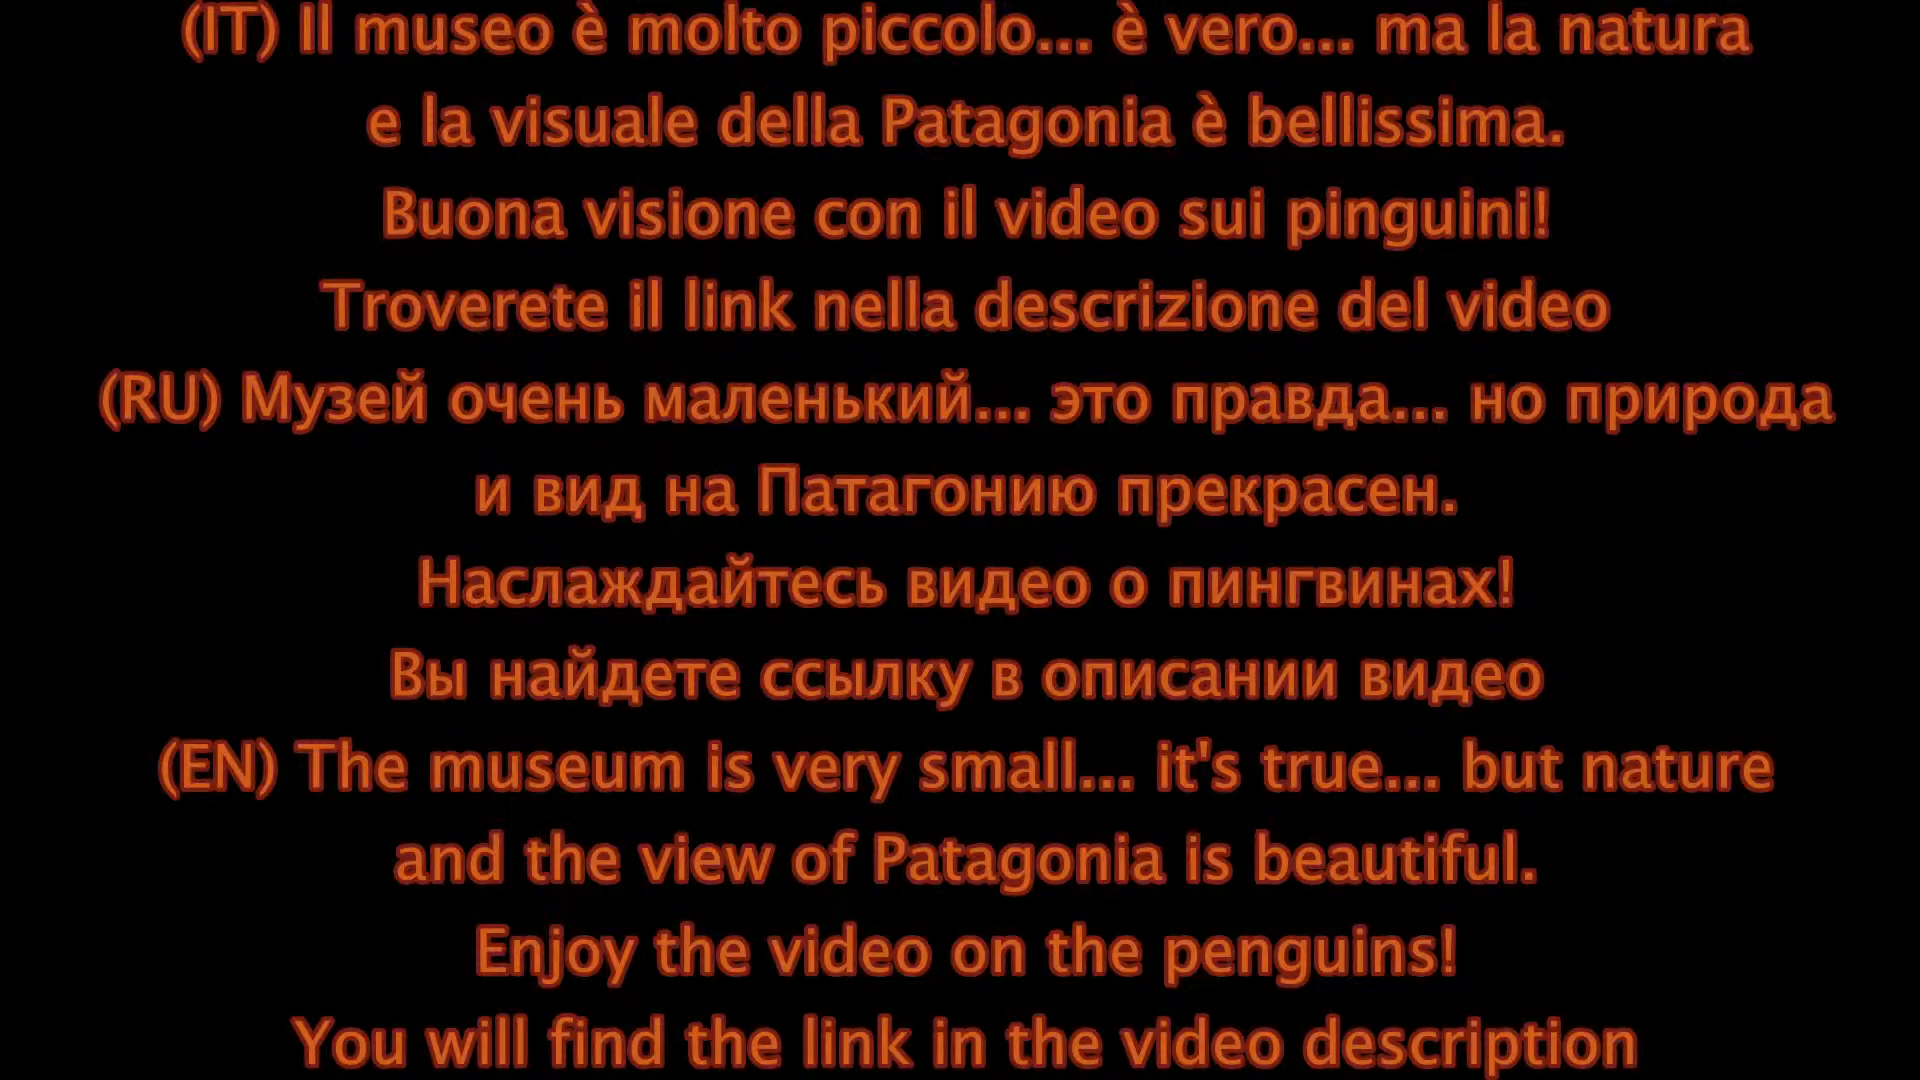 (IT) Il museo è molto piccolo... è vero... ma la natura
e la visuale della Patagonia è bellissima.
Buona visione con il video sui pinguini!
Troverete il link nella descrizione del video
(RU) Музей очень маленький... это правда... но природа
и вид на Патагонию прекрасен.
Наслаждайтесь видео о пингвинах!
Вы найдете ссылку в описании видео
(EN) The museum is very small... it's true... but nature
and the view of Patagonia is beautiful.
Enjoy the video on the penguins!
You will find the link in the video description